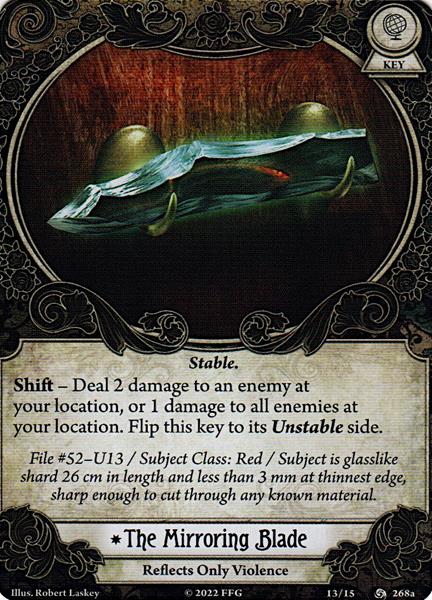 KEY
Stable.
Shift – Deal 2 damage to an enemy at
your location, or 1 damage to all enemies at
your location. Flip this key to its Unstable side.
File #52–U13 / Subject Class: Red / Subject is glasslike
shard 26 cm in length and less than 3 mm at thinnest edge,
sharp enough to cut through any known material.
*The Mirroring Blade
Reflects Only Violence
Illus. Robert Laskey © 2022 FFG 13/15 268a